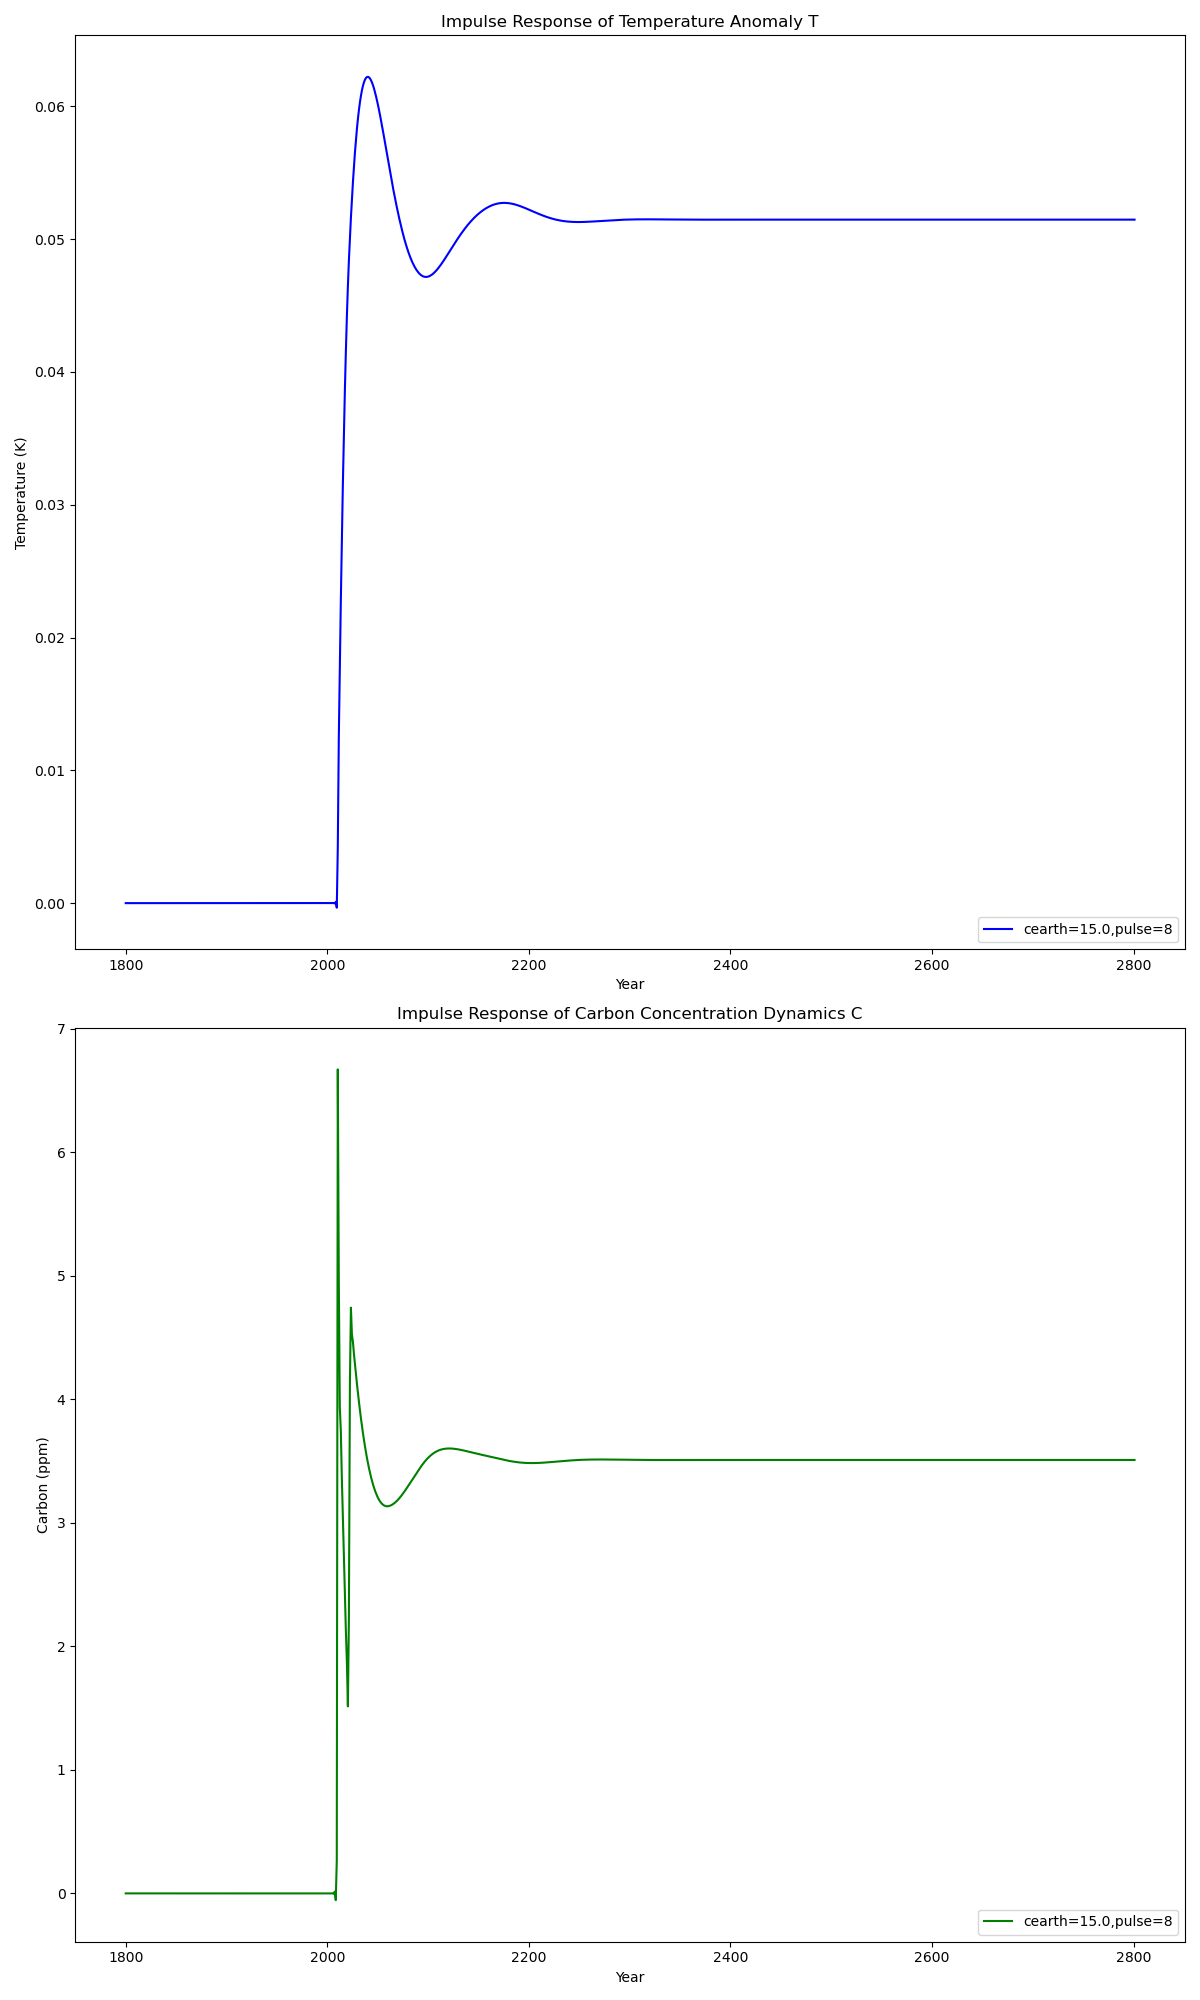 Impulse Response of Temperature Anomaly T
Temperature (K)
0.06
0.05
0.04
0.03
0.02
0.01
0.00
cearth=15.0,pulse=8
1800 2000 2200 2400 2600 2800
Year
Impulse Response of Carbon Concentration Dynamics C
Carbon (ppm)
7
6
5
4
3
2
1
0
cearth=15.0,pulse=8
1800 2000 2200 2400 2600 2800
Year